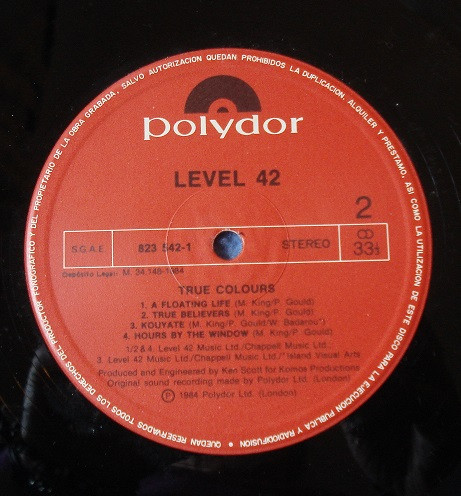 QUEDAN RESERVADOS TODOS LOS DERECHOS DEL PRODUCTOR FONOGRAFICO Y DEL PROPIETARIO DE LA OBRA GRABADA. SALVO AUTORIZACION QUEDAN PROHIBIDOS LA DUPLICACION, ALQUILER Y PRESTAMO, ASI COMO LA UTILIZACION DE ESTE DISCO PARA LA EJECUCION PUBLICA Y RADIODIFUSION
polydor
LEVEL 42
2
S.G.A.E.
823 542-1
STEREO
33⅓
Depósito Legal: M. 34.148-1984
TRUE COLOURS
1. A FLOATING LIFE (M. King/P. Gould)
2. TRUE BELIEVERS (M. King/P. Gould)
3. KOUYATE (M. King/P. Gould/W. Badarou*)
4. HOURS BY THE WINDOW (M. King/P. Gould)
1/2 & 4. Level 42 Music Ltd./Chappell Music Ltd.
3. Level 42 Music Ltd./Chappell Music Ltd./*Island Visual Arts
Produced and Engineered by Ken Scott for Komos Productions
Original sound recording made by Polydor Ltd. (London)
Ⓟ 1984 Polydor Ltd. (London)